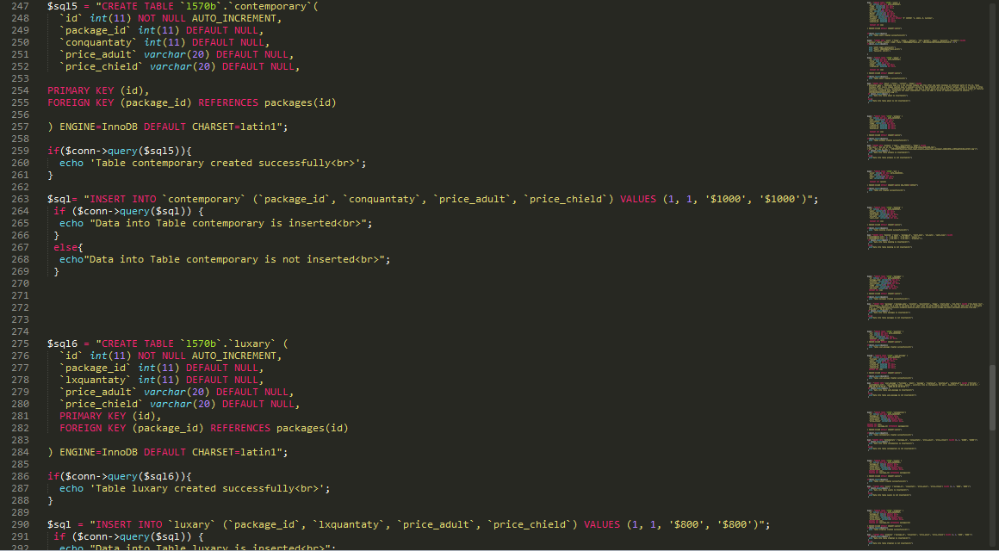 247 $sql5 = "CREATE TABLE `l570b`.`contemporary`(
248 `id` int(11) NOT NULL AUTO_INCREMENT,
249 `package_id` int(11) DEFAULT NULL,
250 `conquantaty` int(11) DEFAULT NULL,
251 `price_adult` varchar(20) DEFAULT NULL,
252 `price_chield` varchar(20) DEFAULT NULL,
253
254 PRIMARY KEY (id),
255 FOREIGN KEY (package_id) REFERENCES packages(id)
256
257 ) ENGINE=InnoDB DEFAULT CHARSET=latin1";
258
259 if($conn->query($sql5)){
260 echo 'Table contemporary created successfully<br>';
261 }
262
263 $sql= "INSERT INTO `contemporary` (`package_id`, `conquantaty`, `price_adult`, `price_chield`) VALUES (1, 1, '$1000', '$1000')";
264 if ($conn->query($sql)) {
265 echo "Data into Table contemporary is inserted<br>";
266 }
267 else{
268 echo"Data into Table contemporary is not inserted<br>";
269 }
270
271
272
273
274
275 $sql6 = "CREATE TABLE `l570b`.`luxary` (
276 `id` int(11) NOT NULL AUTO_INCREMENT,
277 `package_id` int(11) DEFAULT NULL,
278 `lxquantaty` int(11) DEFAULT NULL,
279 `price_adult` varchar(20) DEFAULT NULL,
280 `price_chield` varchar(20) DEFAULT NULL,
281 PRIMARY KEY (id),
282 FOREIGN KEY (package_id) REFERENCES packages(id)
283
284 ) ENGINE=InnoDB DEFAULT CHARSET=latin1";
285
286 if($conn->query($sql6)){
287 echo 'Table luxary created successfully<br>';
288 }
289
290 $sql = "INSERT INTO `luxary` (`package_id`, `lxquantaty`, `price_adult`, `price_chield`) VALUES (1, 1, '$800', '$800')";
291 if ($conn->query($sql)) {
292 echo "Data into Table luxary is inserted<br>";